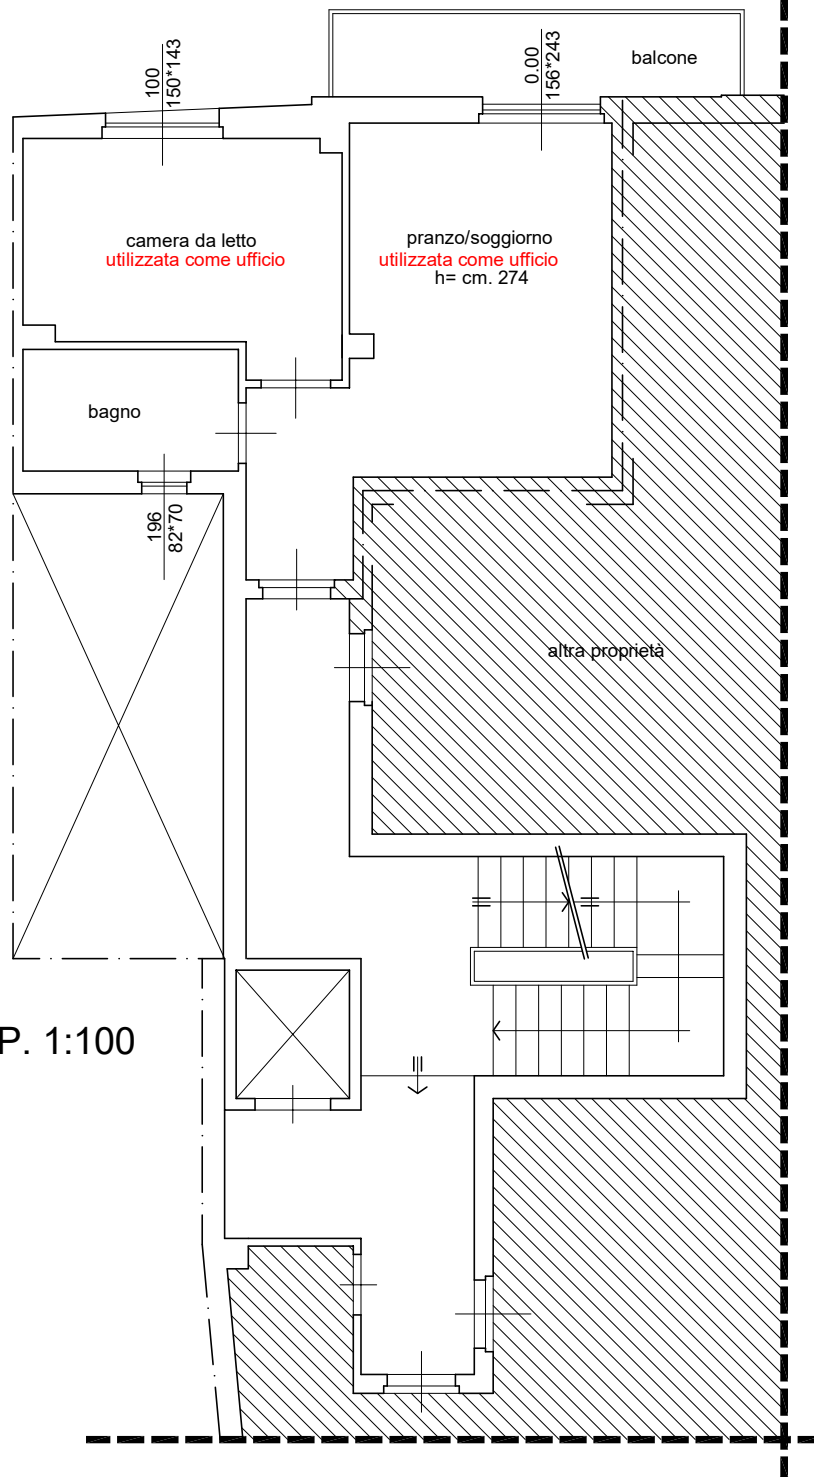 balcone
100
150*143
0.00
156*243
camera da letto
utilizzata come ufficio
pranzo/soggiorno
utilizzata come ufficio
h= cm. 274
bagno
196
82*70
altra proprietà
P. 1:100